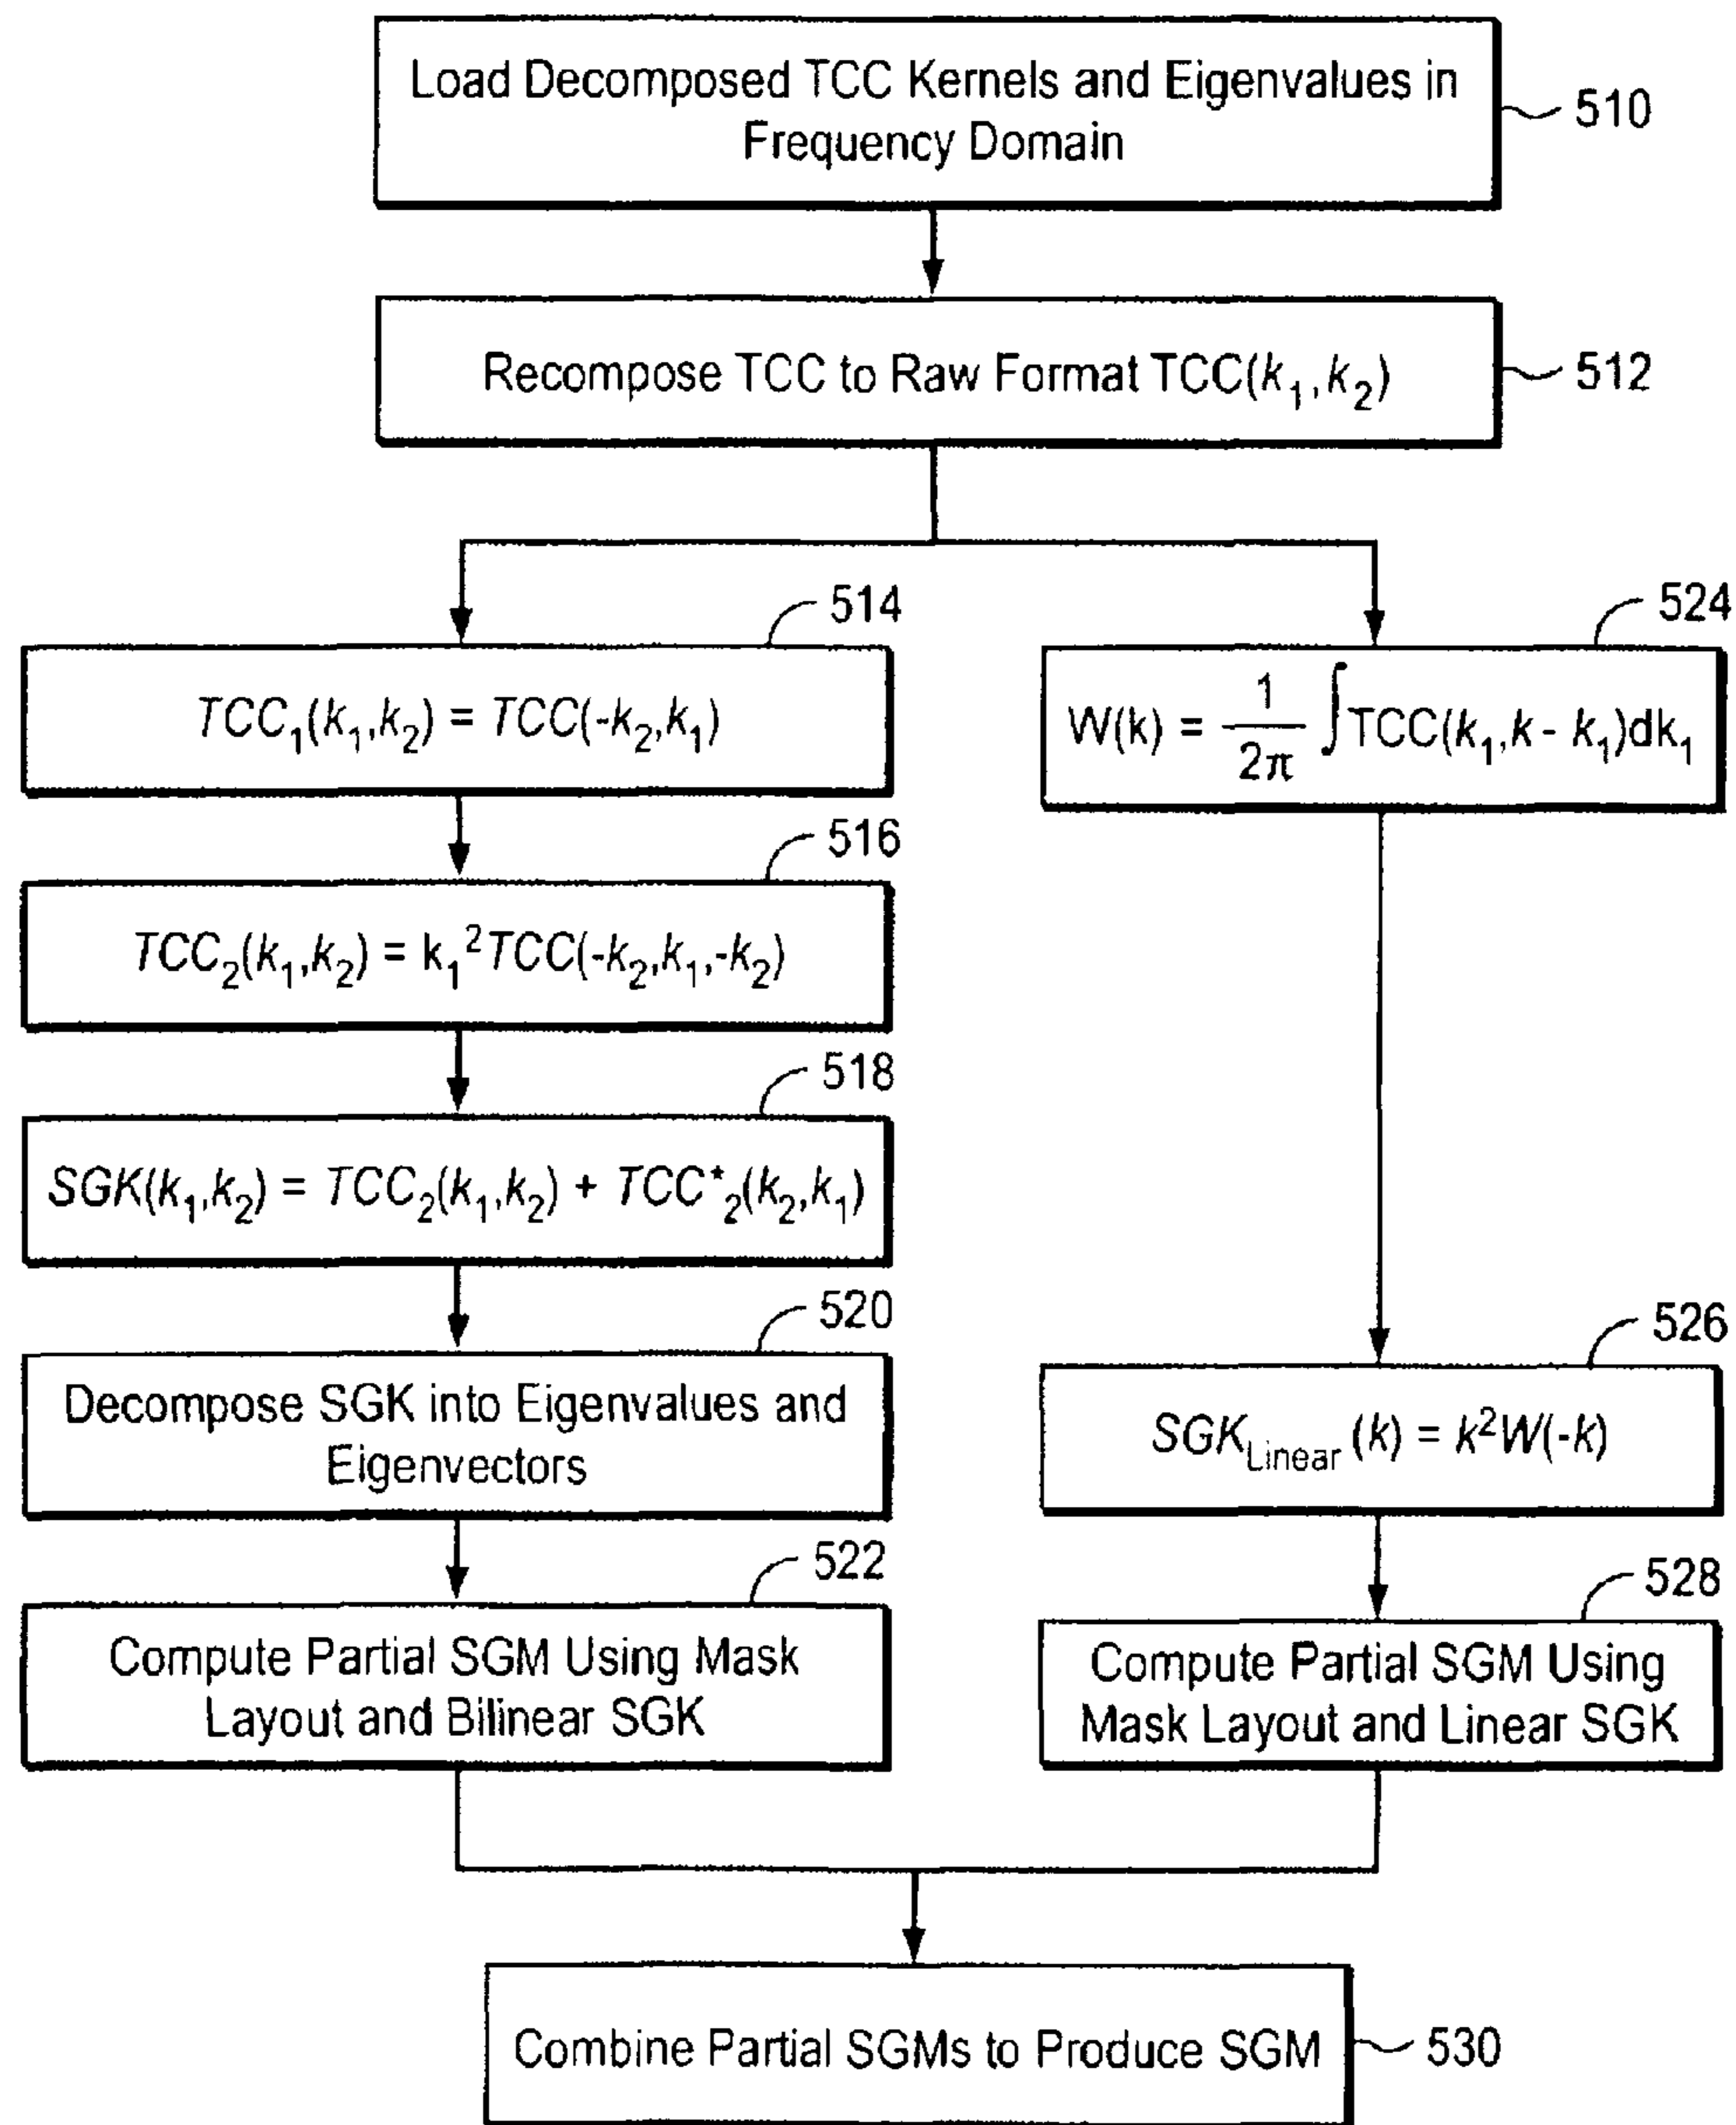 Load Decomposed TCC Kernels and Eigenvalues in
Frequency Domain
510
Recompose TCC to Raw Format TCC(k₁,k₂)
512
514
TCC₁(k₁,k₂) = TCC(-k₂,k₁)
524
W(k) = 1/2π ∫TCC(k₁,k - k₁)dk₁
516
TCC₂(k₁,k₂) = k₁²TCC(-k₂,k₁,-k₂)
518
SGK(k₁,k₂) = TCC₂(k₁,k₂) + TCC*₂(k₂,k₁)
520
Decompose SGK into Eigenvalues and
Eigenvectors
526
SGK_Linear (k) = k²W(-k)
522
Compute Partial SGM Using Mask
Layout and Bilinear SGK
528
Compute Partial SGM Using
Mask Layout and Linear SGK
Combine Partial SGMs to Produce SGM
530